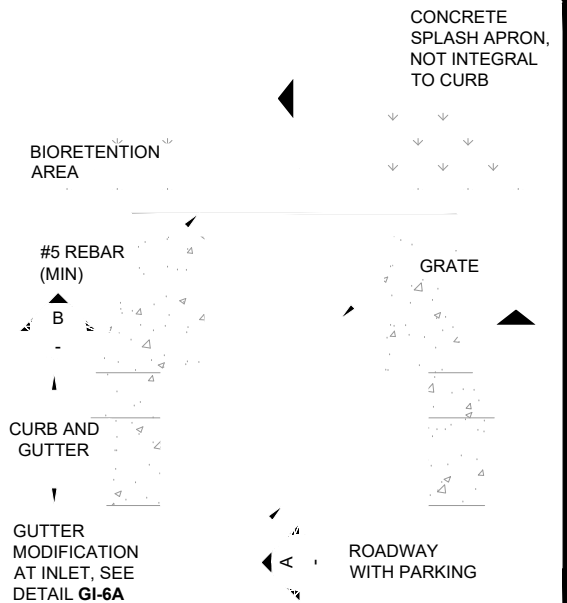 CONCRETE
SPLASH APRON,
NOT INTEGRAL
TO CURB
BIORETENTION
AREA
#5 REBAR
(MIN)
GRATE
B
-
CURB AND
GUTTER
GUTTER
MODIFICATION
AT INLET, SEE
DETAIL GI-6A
A
-
ROADWAY
WITH PARKING